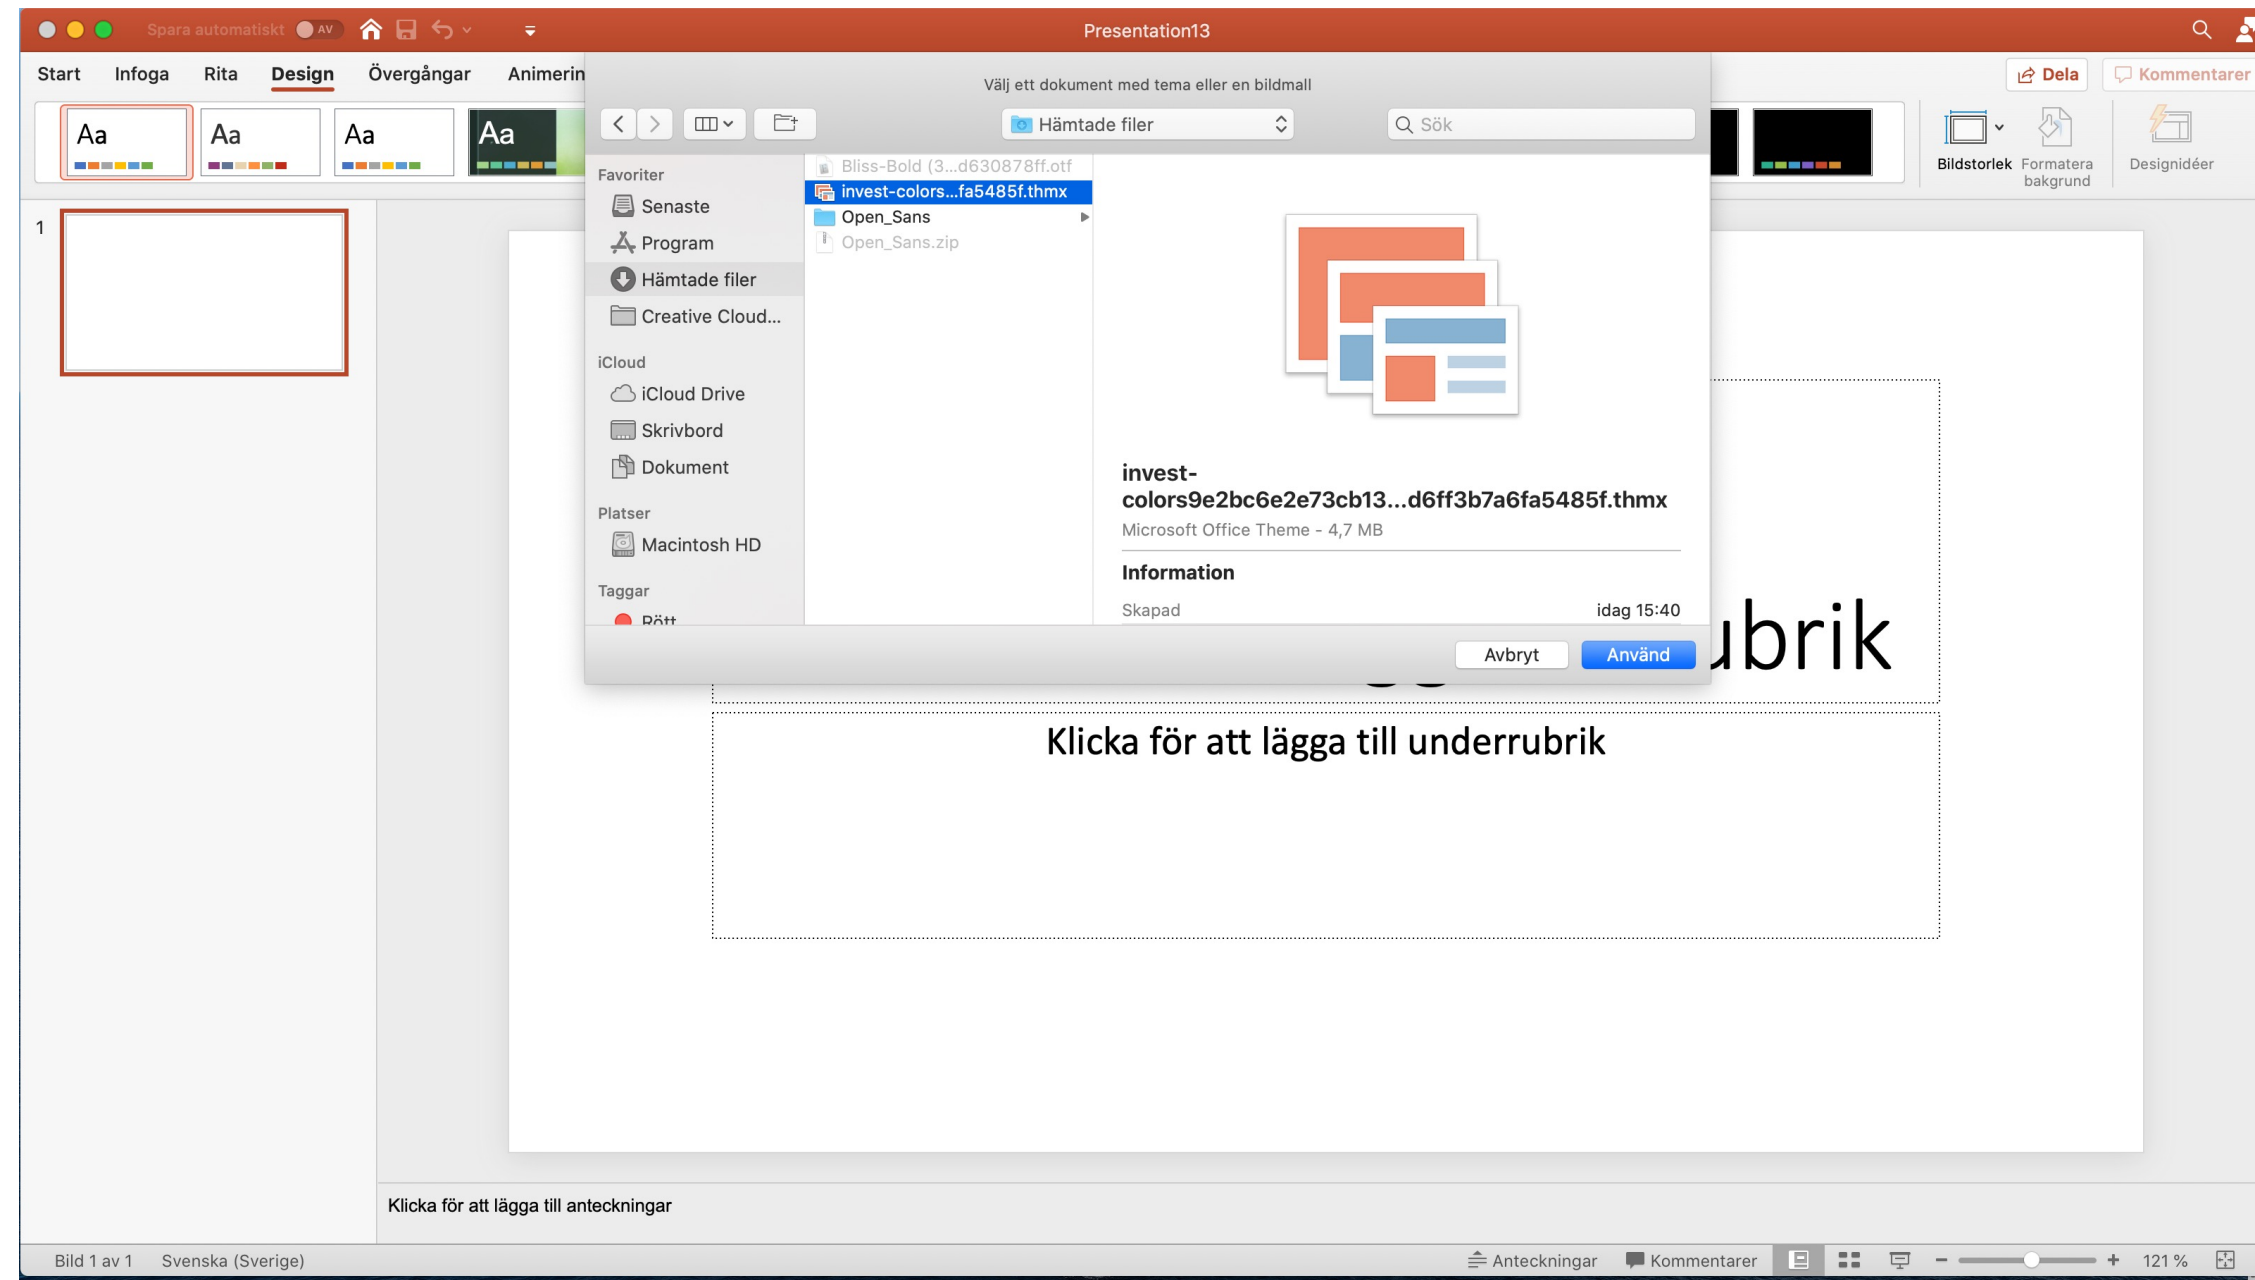 Spara automatiskt AV
Presentation13
Start Infoga Rita Design Övergångar Animerin
Dela Kommentarer
Välj ett dokument med tema eller en bildmall
Hämtade filer
Sök
Aa Aa Aa Aa
Bildstorlek Formatera bakgrund Designidéer
Favoriter
Senaste
Program
Hämtade filer
Creative Cloud...
iCloud
iCloud Drive
Skrivbord
Dokument
Platser
Macintosh HD
Taggar
Rött
Bliss-Bold (3...d630878ff.otf
invest-colors...fa5485f.thmx
Open_Sans
Open_Sans.zip
invest-
colors9e2bc6e2e73cb13...d6ff3b7a6fa5485f.thmx
Microsoft Office Theme - 4,7 MB
Information
Skapad idag 15:40
Avbryt Använd
1
ubrik
Klicka för att lägga till underrubrik
Klicka för att lägga till anteckningar
Bild 1 av 1 Svenska (Sverige)
Anteckningar Kommentarer 121 %